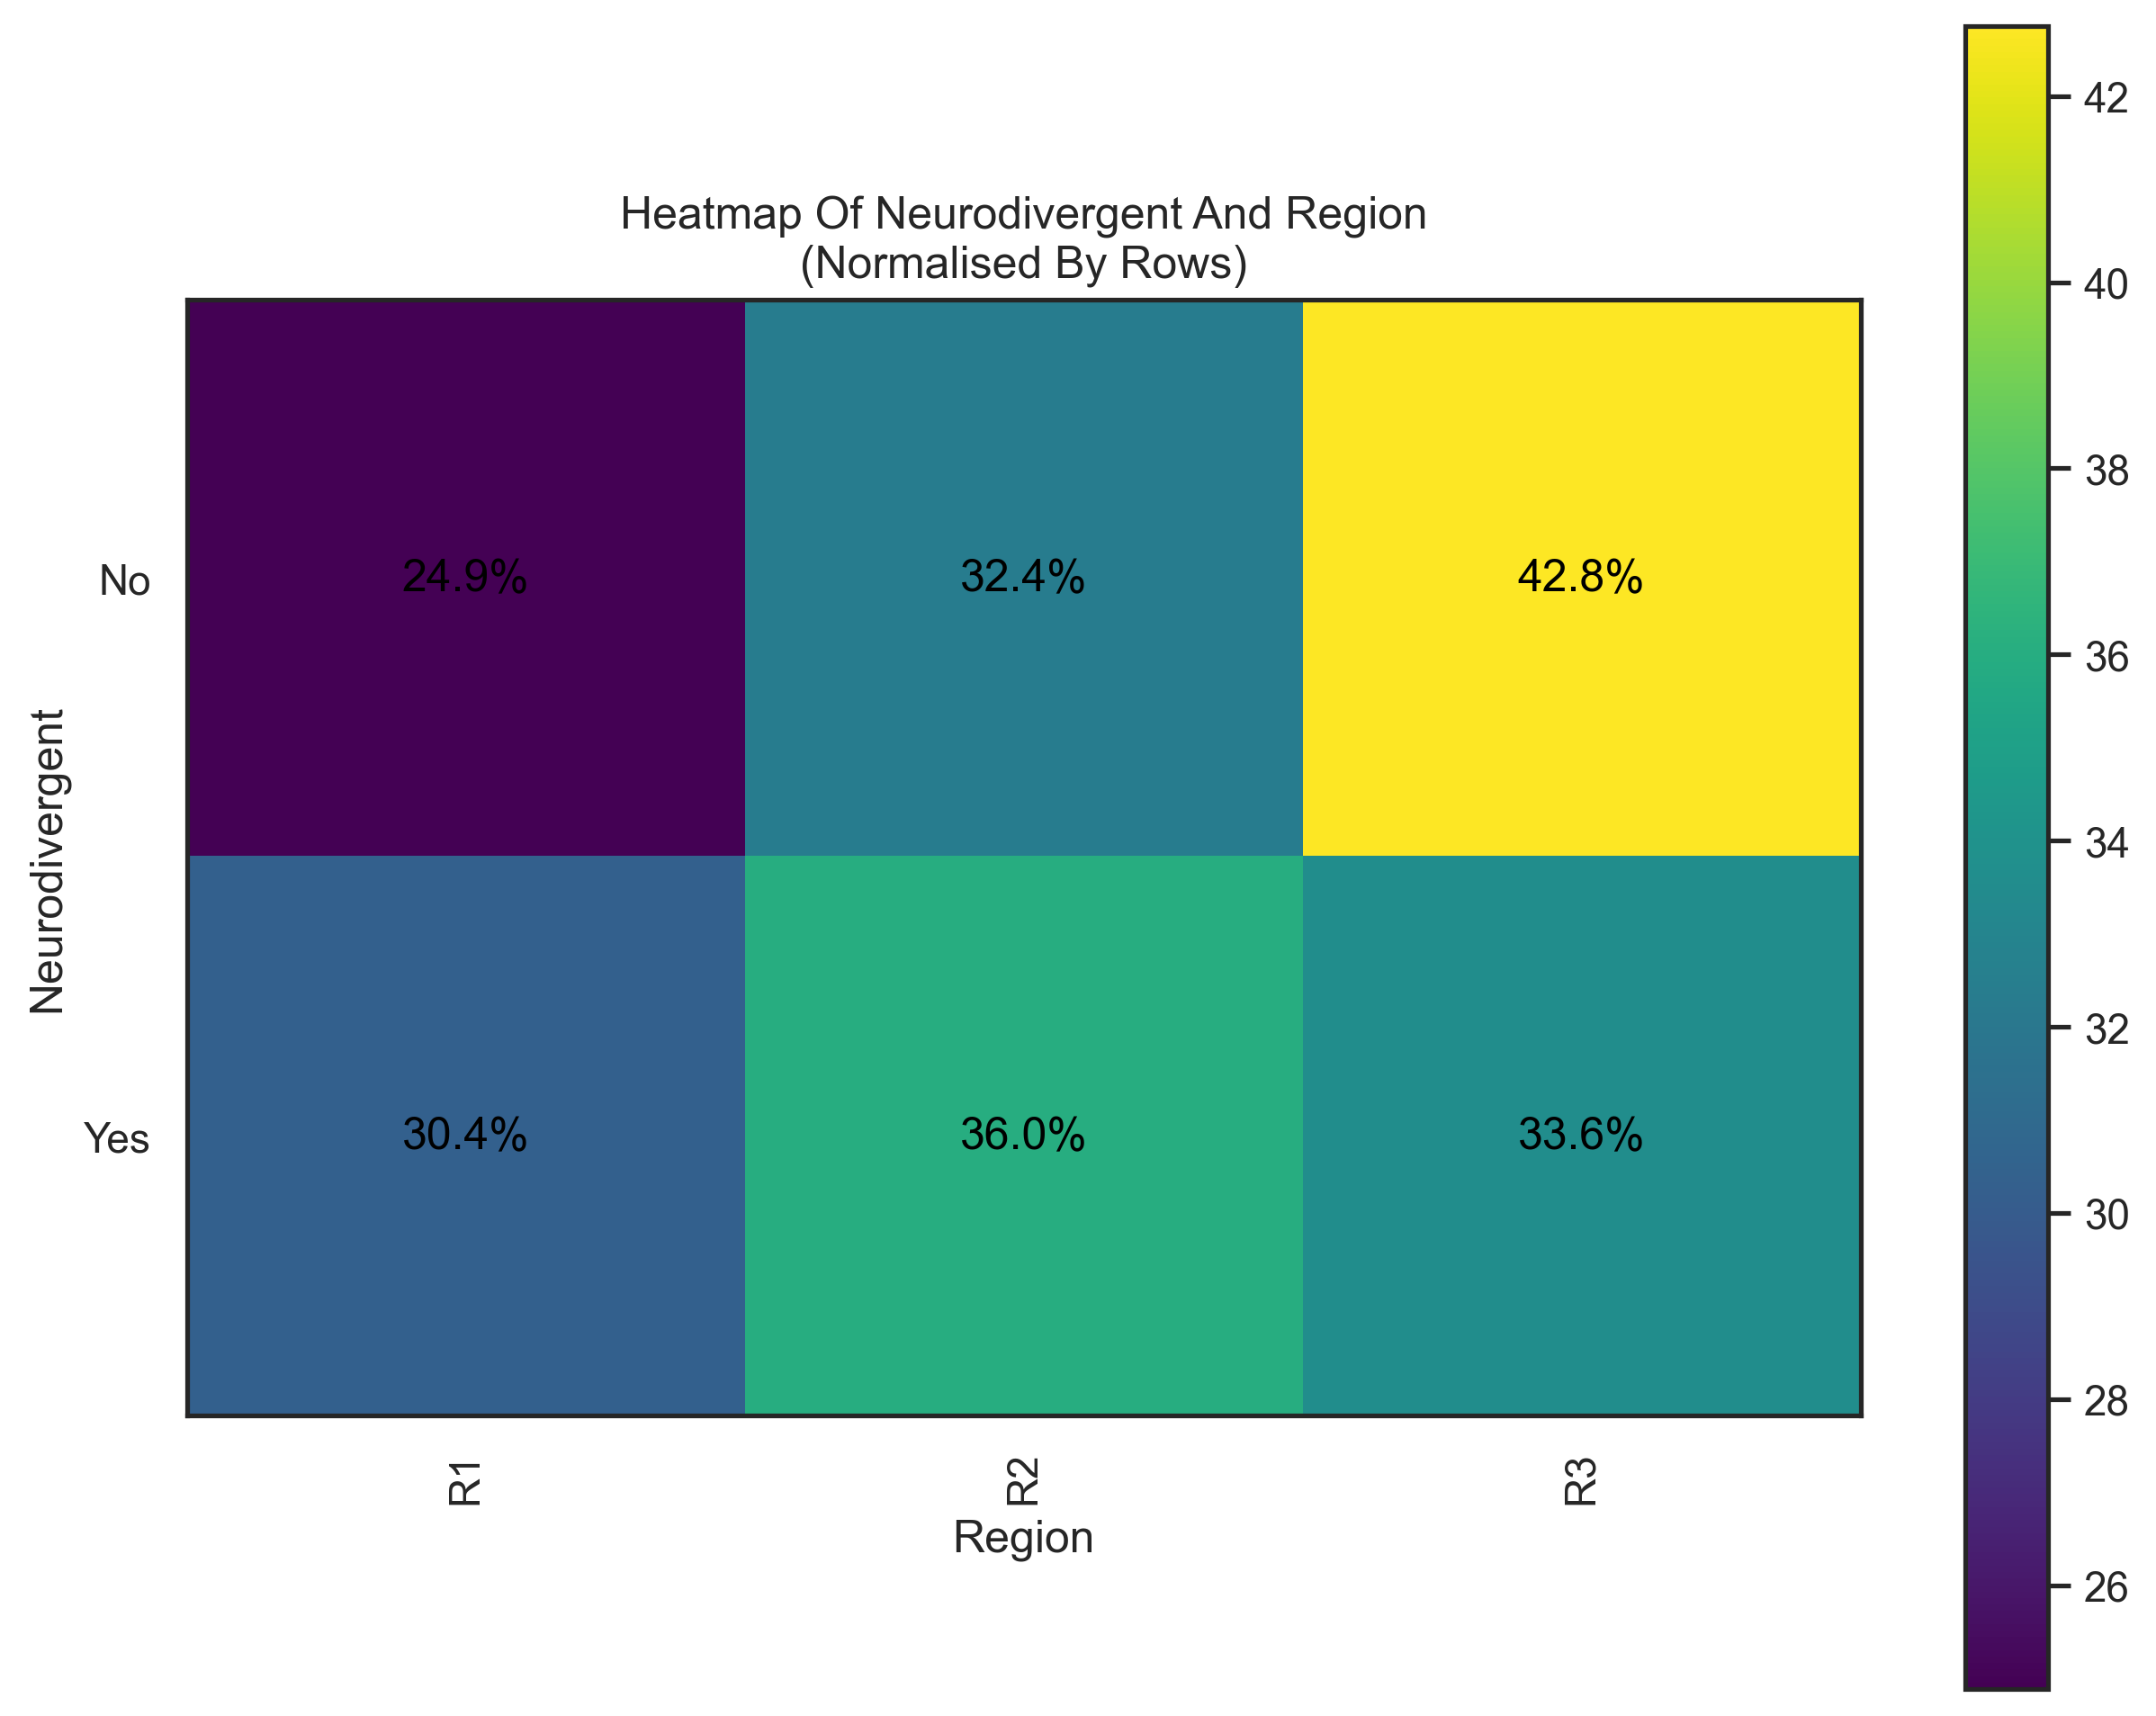 Heatmap Of Neurodivergent And Region
(Normalised By Rows)
Neurodivergent
No
24.9%
32.4%
42.8%
Yes
30.4%
36.0%
33.6%
R1
R2
R3
Region
42
40
38
36
34
32
30
28
26